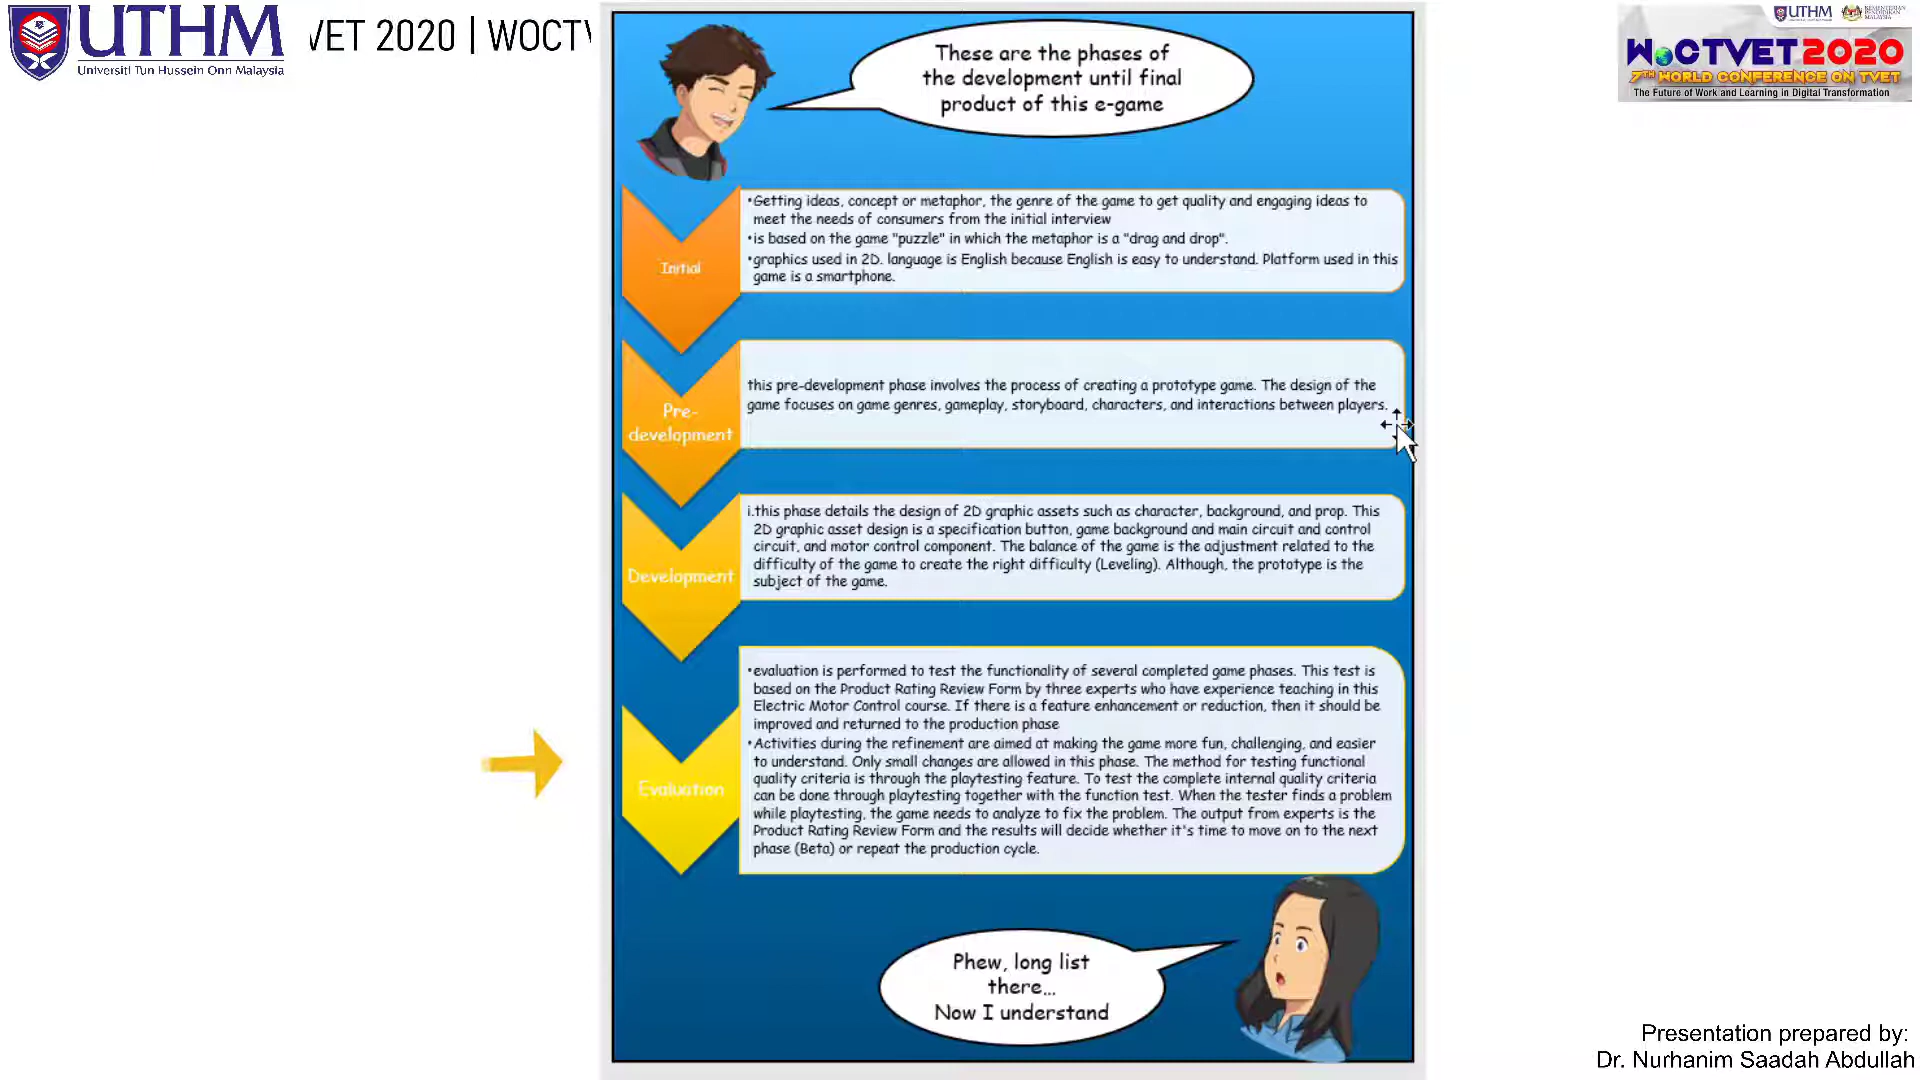 UTHM
Universiti Tun Hussein Onn Malaysia
VET 2020 | WOCTV
These are the phases of
the development until final
product of this e-game
UTHM
KEMENTERIAN
PENDIDIKAN
MALAYSIA
WOCTVET2020
7TH WORLD CONFERENCE ON TVET
The Future of Work and Learning in Digital Transformation
Initial
•Getting ideas, concept or metaphor, the genre of the game to get quality and engaging ideas to
meet the needs of consumers from the initial interview
•is based on the game "puzzle" in which the metaphor is a "drag and drop".
•graphics used in 2D. language is English because English is easy to understand. Platform used in this
game is a smartphone.
Pre-
development
this pre-development phase involves the process of creating a prototype game. The design of the
game focuses on game genres, gameplay, storyboard, characters, and interactions between players.
Development
i.this phase details the design of 2D graphic assets such as character, background, and prop. This
2D graphic asset design is a specification button, game background and main circuit and control
circuit, and motor control component. The balance of the game is the adjustment related to the
difficulty of the game to create the right difficulty (Leveling). Although, the prototype is the
subject of the game.
Evaluation
•evaluation is performed to test the functionality of several completed game phases. This test is
based on the Product Rating Review Form by three experts who have experience teaching in this
Electric Motor Control course. If there is a feature enhancement or reduction, then it should be
improved and returned to the production phase
•Activities during the refinement are aimed at making the game more fun, challenging, and easier
to understand. Only small changes are allowed in this phase. The method for testing functional
quality criteria is through the playtesting feature. To test the complete internal quality criteria
can be done through playtesting together with the function test. When the tester finds a problem
while playtesting, the game needs to analyze to fix the problem. The output from experts is the
Product Rating Review Form and the results will decide whether it's time to move on to the next
phase (Beta) or repeat the production cycle.
Phew, long list
there...
Now I understand
Presentation prepared by:
Dr. Nurhanim Saadah Abdullah